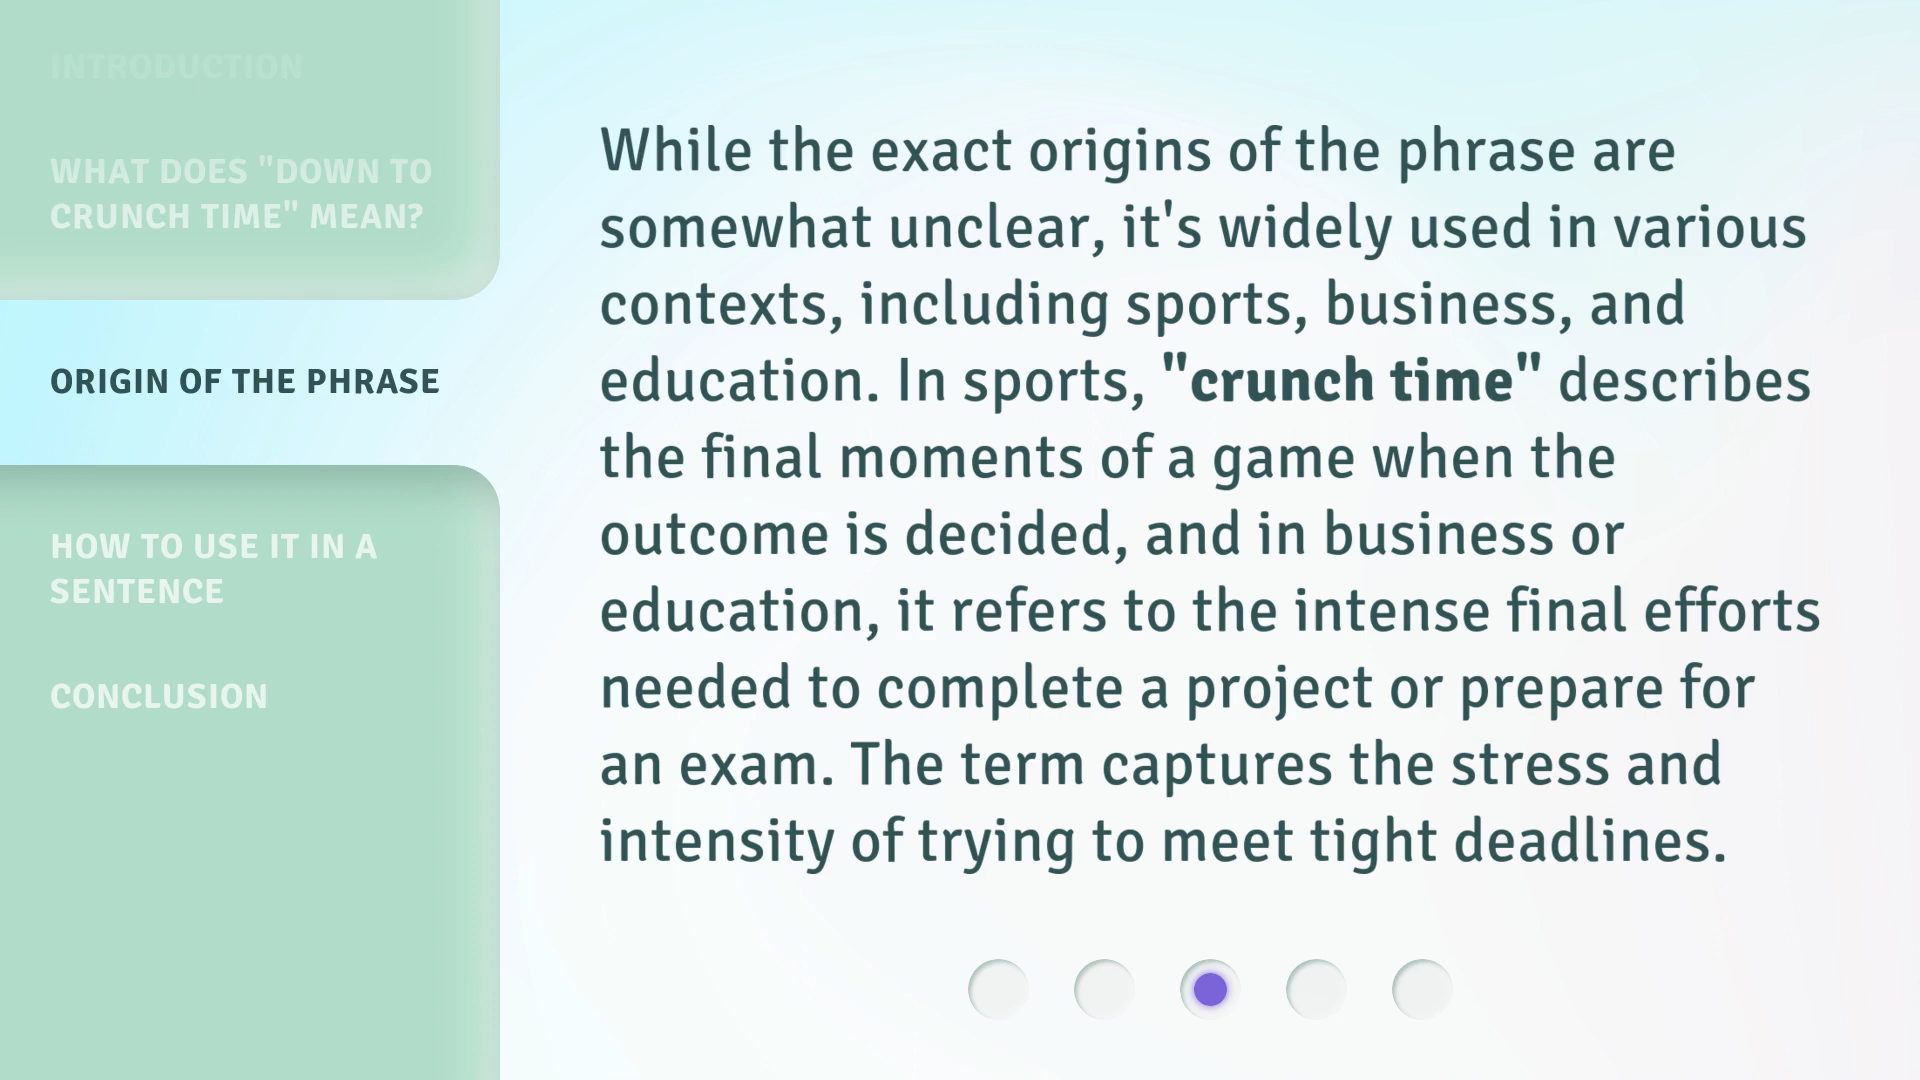 INTRODUCTION
WHAT DOES "DOWN TO
CRUNCH TIME" MEAN?
ORIGIN OF THE PHRASE
HOW TO USE IT IN A
SENTENCE
CONCLUSION
While the exact origins of the phrase are
somewhat unclear, it's widely used in various
contexts, including sports, business, and
education. In sports, "crunch time" describes
the final moments of a game when the
outcome is decided, and in business or
education, it refers to the intense final efforts
needed to complete a project or prepare for
an exam. The term captures the stress and
intensity of trying to meet tight deadlines.